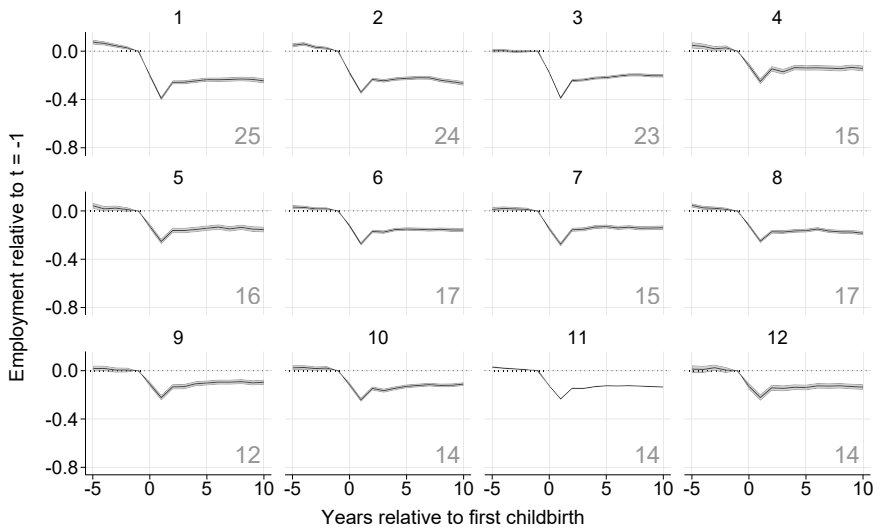 1 2 3 4
0.0
-0.4
-0.8
25 24 23 15
5 6 7 8
0.0
-0.4
-0.8
16 17 15 17
9 10 11 12
0.0
-0.4
-0.8
12 14 14 14
-5 0 5 10 -5 0 5 10 -5 0 5 10 -5 0 5 10
Years relative to first childbirth
Employment relative to t = -1